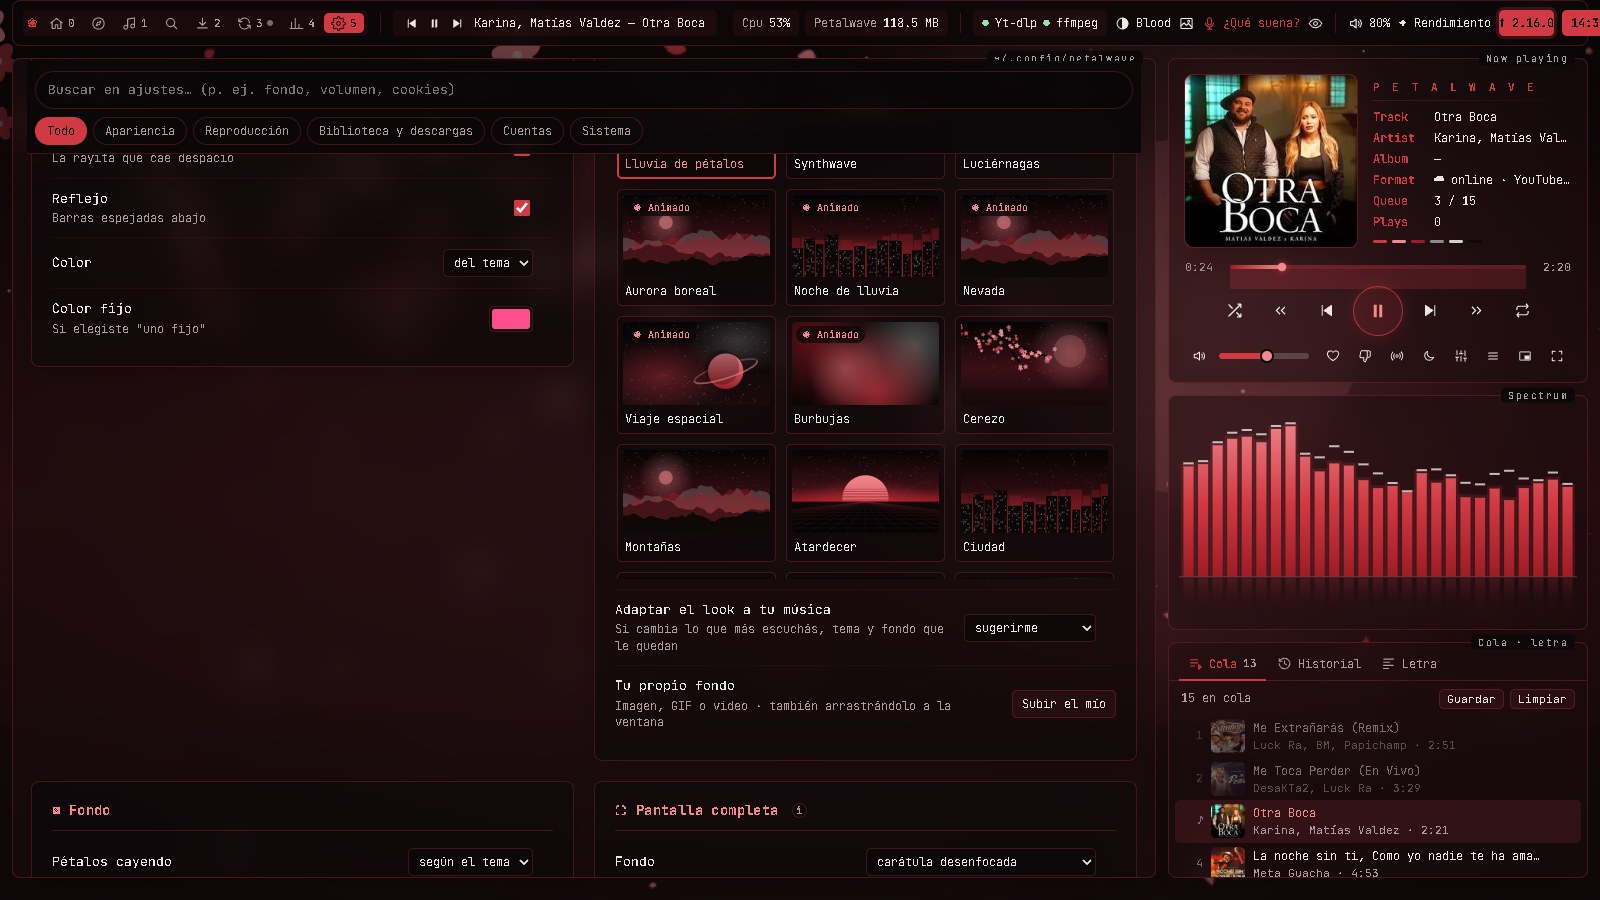 0
1
2
3
4
5
Karina, Matías Valdez — Otra Boca
Cpu 53%
Petalwave 118.5 MB
Yt-dlp
ffmpeg
Blood
¿Qué suena?
80%
Rendimiento
2.16.0
~/.config/petalwave
Buscar en ajustes… (p. ej. fondo, volumen, cookies)
Todo
Apariencia
Reproducción
Biblioteca y descargas
Cuentas
Sistema
La rayita que cae despacio
Reflejo
Barras espejadas abajo
Color
del tema
Color fijo
Si elegiste "uno fijo"
Lluvia de pétalos
Synthwave
Luciérnagas
Animado
Animado
Animado
Aurora boreal
Noche de lluvia
Nevada
Animado
Animado
Viaje espacial
Burbujas
Cerezo
Montañas
Atardecer
Ciudad
Adaptar el look a tu música
Si cambia lo que más escuchás, tema y fondo que
le quedan
sugerirme
Tu propio fondo
Imagen, GIF o video · también arrastrándolo a la
ventana
Subir el mío
Fondo
Pétalos cayendo
según el tema
Pantalla completa
i
Fondo
carátula desenfocada
Now playing
OTRA
BOCA
MATIAS VALDEZ x KARINA
PETALWAVE
Track Otra Boca
Artist Karina, Matías Val…
Album —
Format online · YouTube…
Queue 3 / 15
Plays 0
0:24
2:20
Spectrum
Cola · letra
Cola 13
Historial
Letra
15 en cola
Guardar
Limpiar
1
Me Extrañarás (Remix)
Luck Ra, BM, Papichamp · 2:51
2
Me Toca Perder (En Vivo)
DesaKTa2, Luck Ra · 3:29
Otra Boca
Karina, Matías Valdez · 2:21
4
La noche sin ti, Como yo nadie te ha ama…
Meta Guacha · 4:53